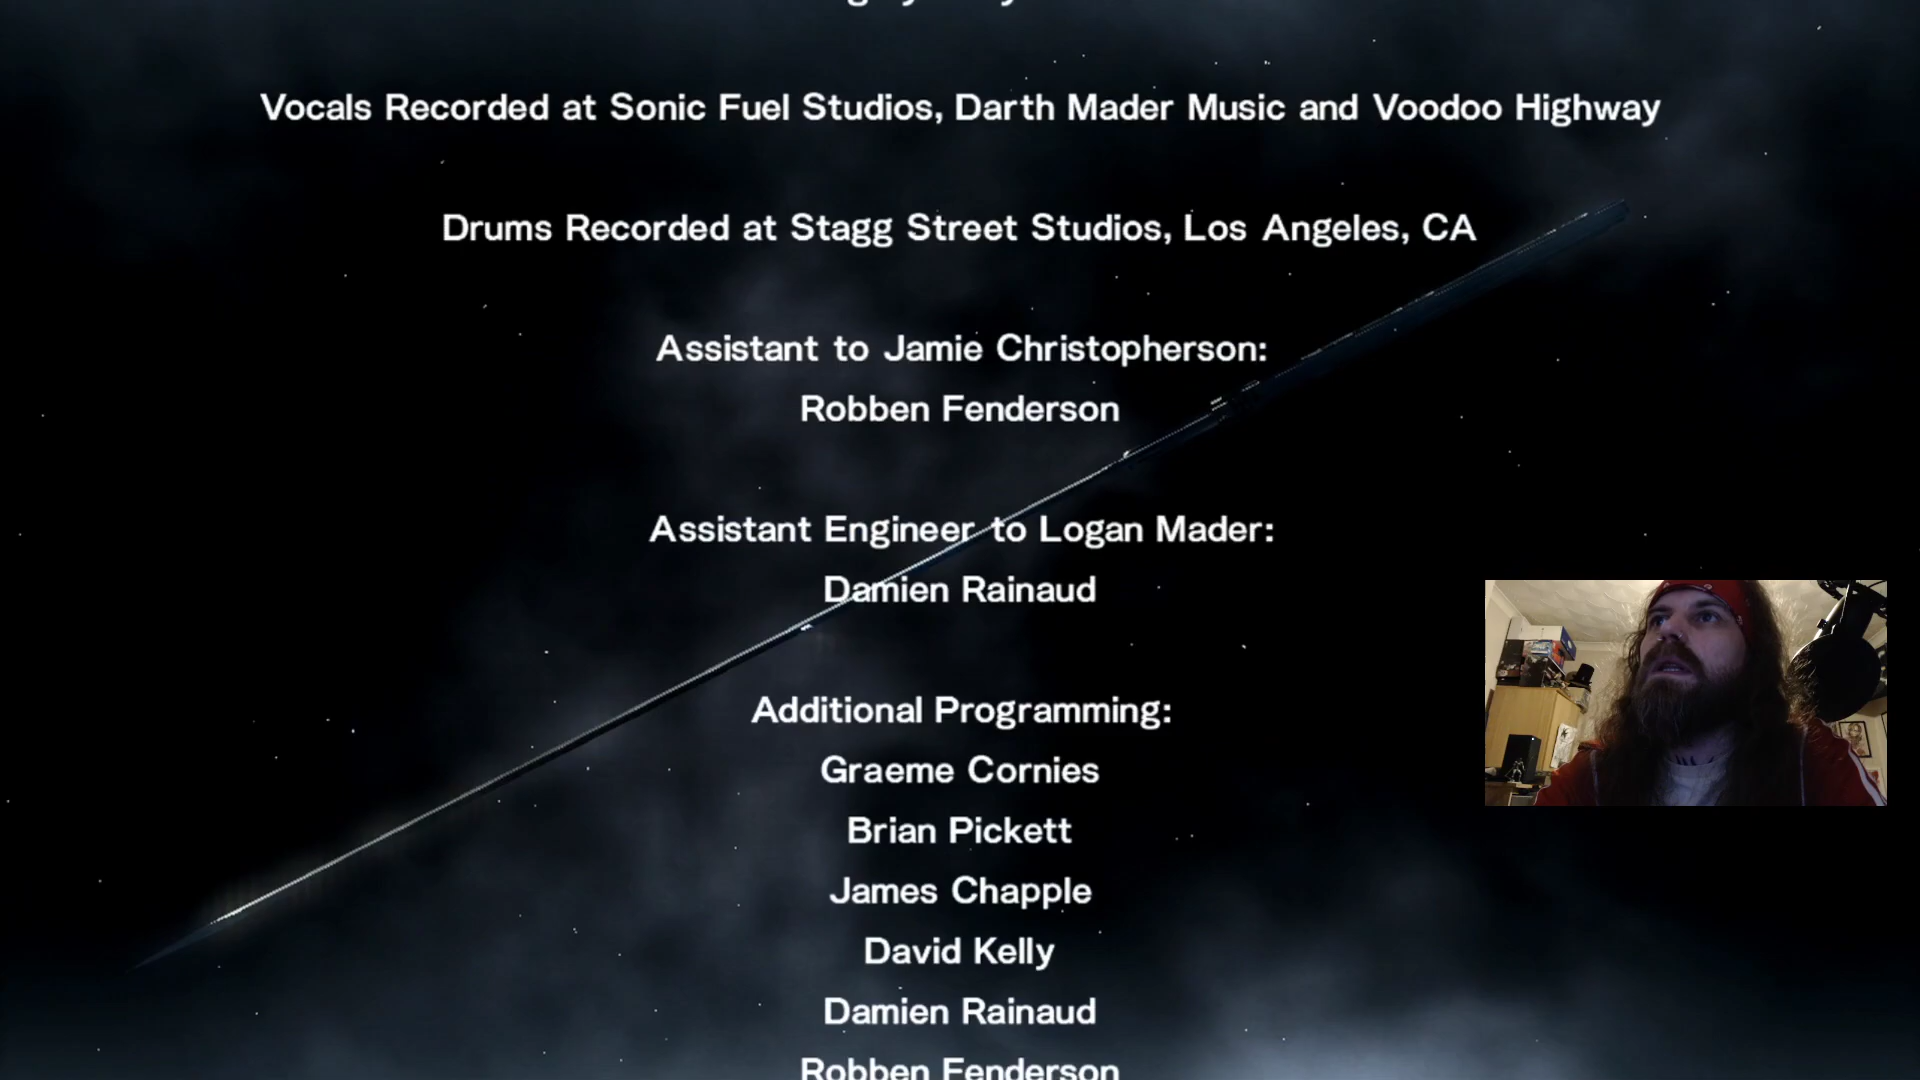 Vocals Recorded at Sonic Fuel Studios, Darth Mader Music and Voodoo Highway
Drums Recorded at Stagg Street Studios, Los Angeles, CA
Assistant to Jamie Christopherson:
Robben Fenderson
Assistant Engineer to Logan Mader:
Damien Rainaud
Additional Programming:
Graeme Cornies
Brian Pickett
James Chapple
David Kelly
Damien Rainaud
Robben Fenderson